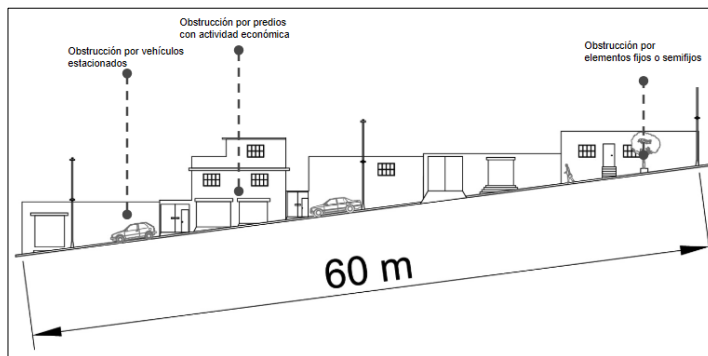 Obstrucción por vehículos
estacionados
Obstrucción por predios
con actividad económica
Obstrucción por
elementos fijos o semifijos
60 m